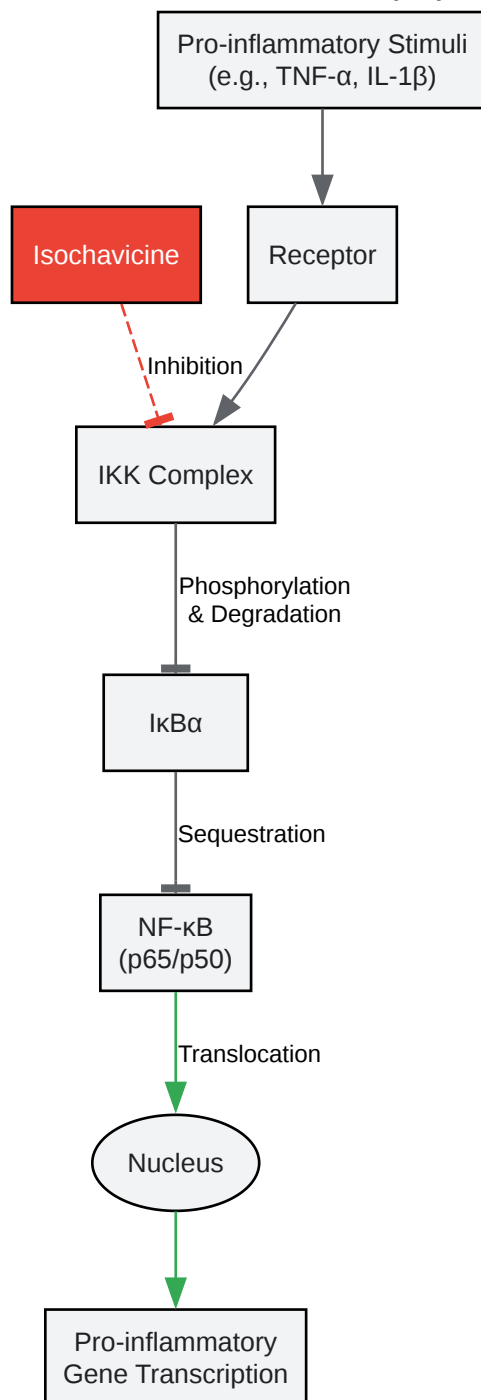 Pro-inflammatory Stimuli
(e.g., TNF-α, IL-1β)
Isochavicine
Receptor
Inhibition
IKK Complex
Phosphorylation
& Degradation
IκBα
Sequestration
NF-κB
(p65/p50)
Translocation
Nucleus
Pro-inflammatory
Gene Transcription